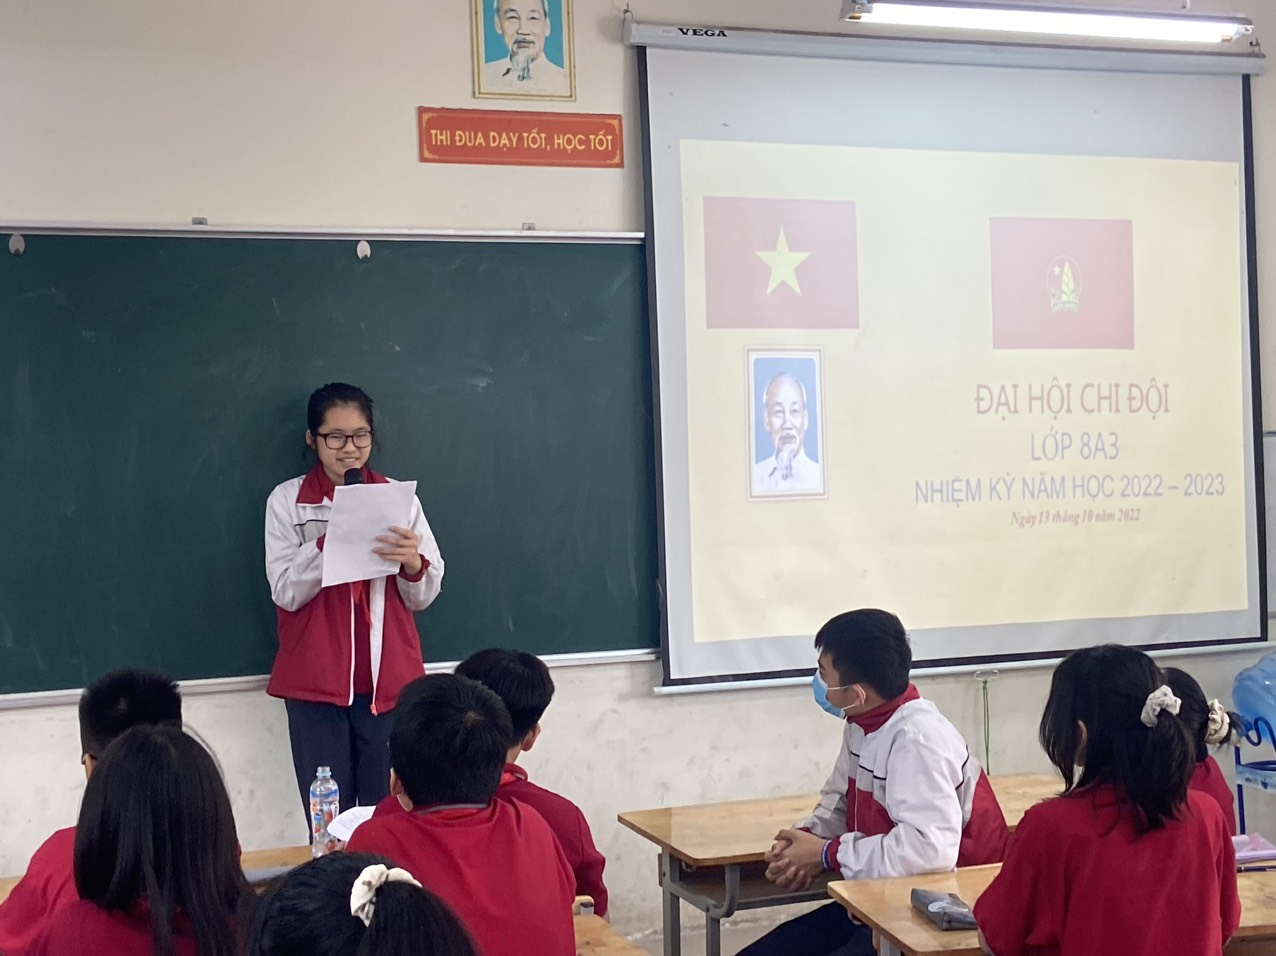 VEGA
THI ĐUA DẠY TỐT, HỌC TỐT
ĐẠI HỘI CHI ĐỘI
LỚP 8A3
NHIỆM KỲ NĂM HỌC 2022 – 2023
Ngày 13 tháng 10 năm 2022